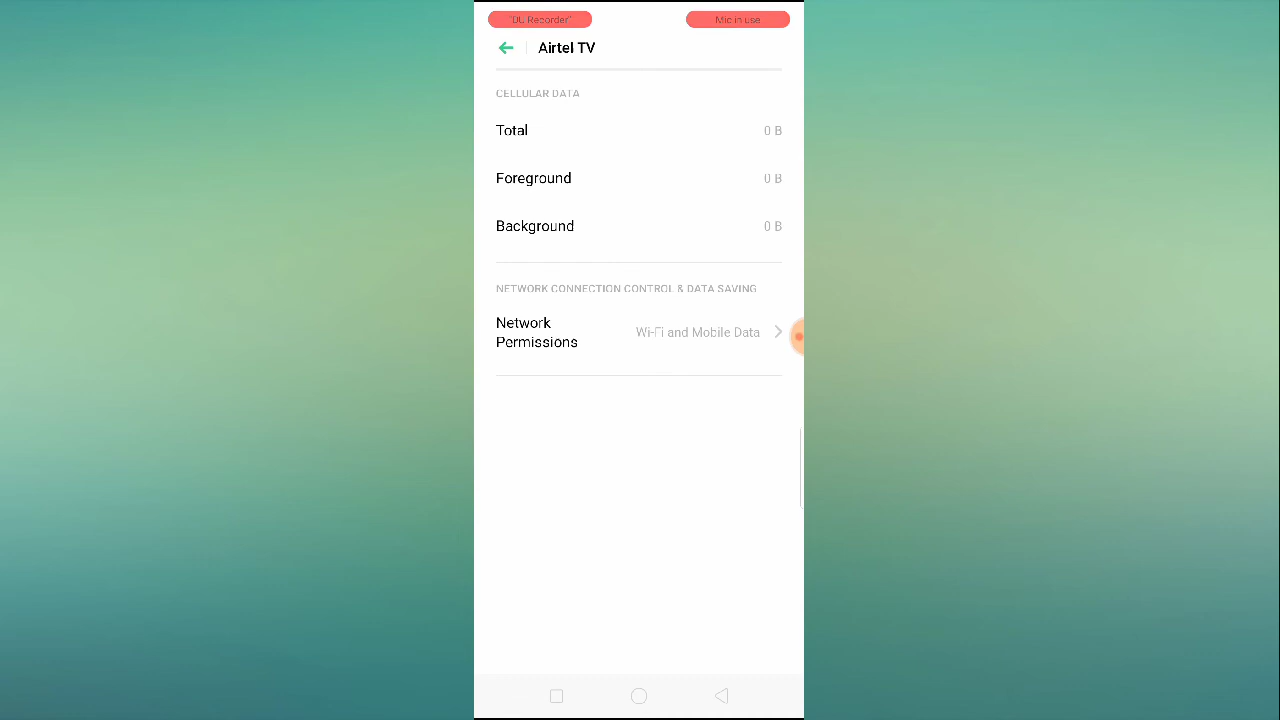 "DU Recorder"
Mic in use
Airtel TV
CELLULAR DATA
Total
0 B
Foreground
0 B
Background
0 B
NETWORK CONNECTION CONTROL & DATA SAVING
Network
Permissions
Wi-Fi and Mobile Data